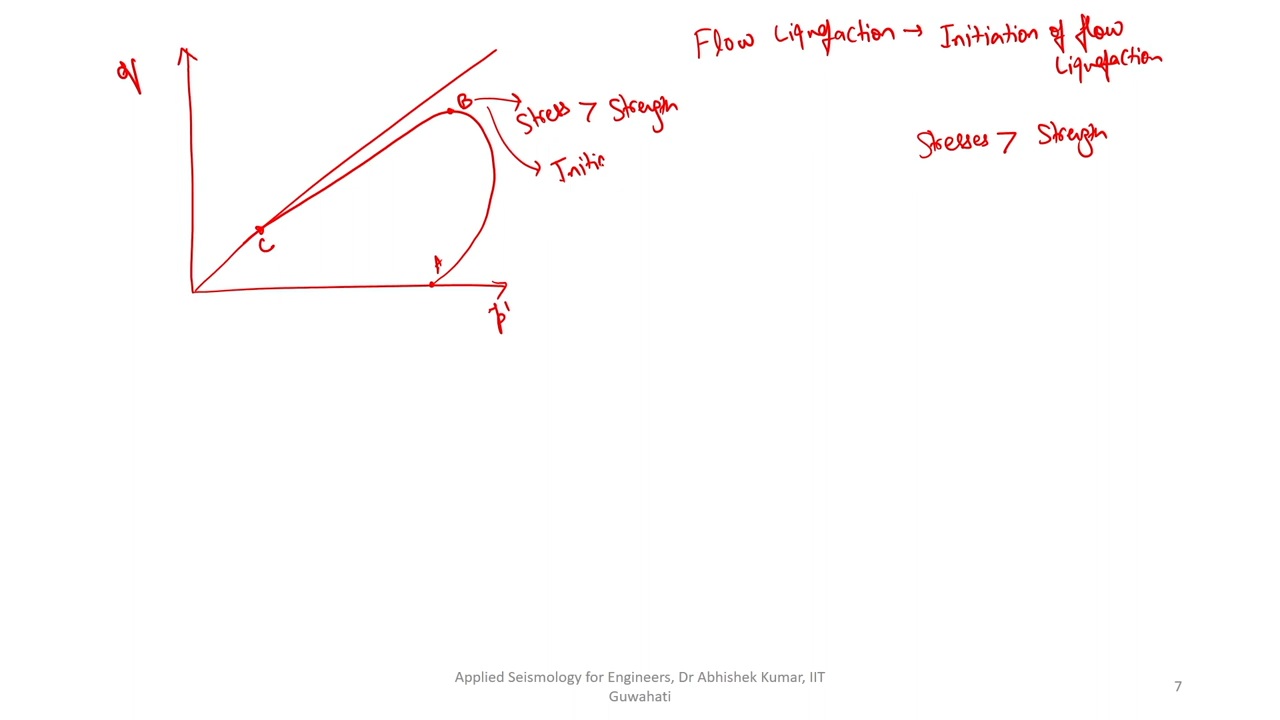 Flow Liquefaction → Initiation of flow
Liquefaction
q
B
Stress > Strength
Stresses > Strength
Initi
C
A
p'
Applied Seismology for Engineers, Dr Abhishek Kumar, IIT
Guwahati
7